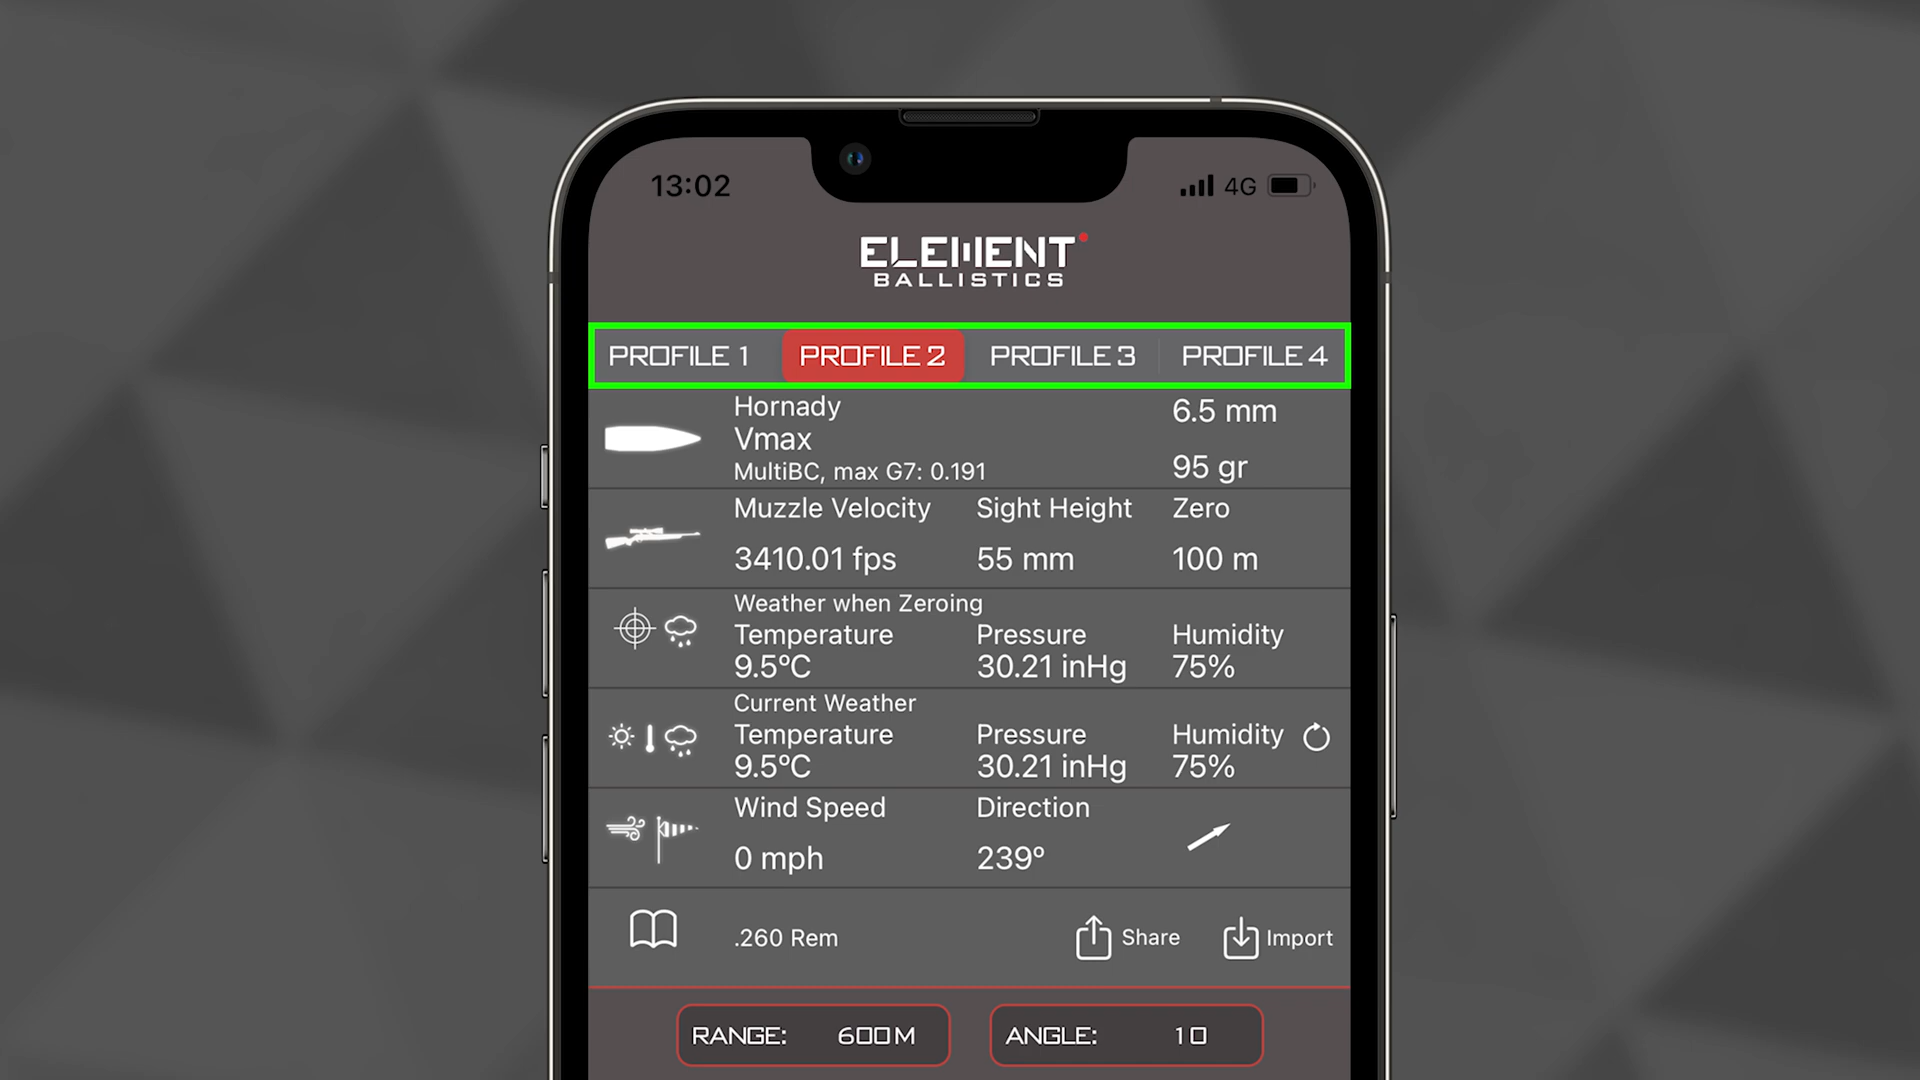 13:02 4G
ELEMENT
BALLISTICS
PROFILE 1 PROFILE 2 PROFILE 3 PROFILE 4
Hornady 6.5 mm
Vmax
MultiBC, max G7: 0.191 95 gr
Muzzle Velocity Sight Height Zero
3410.01 fps 55 mm 100 m
Weather when Zeroing
Temperature Pressure Humidity
9.5ºC 30.21 inHg 75%
Current Weather
Temperature Pressure Humidity
9.5ºC 30.21 inHg 75%
Wind Speed Direction
0 mph 239º
.260 Rem Share Import
RANGE: 600M ANGLE: 10